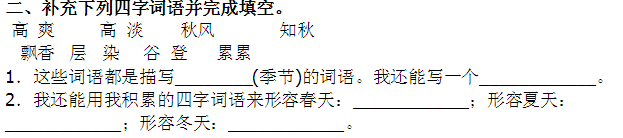 二、补充下列四字词语并完成填空。
高 爽 高 淡 秋风 知秋
飘香 层 染 谷 登 累累
1．这些词语都是描写________(季节)的词语。我还能写一个____________。
2．我还能用我积累的四字词语来形容春天：____________；形容夏天：
____________；形容冬天：____________。